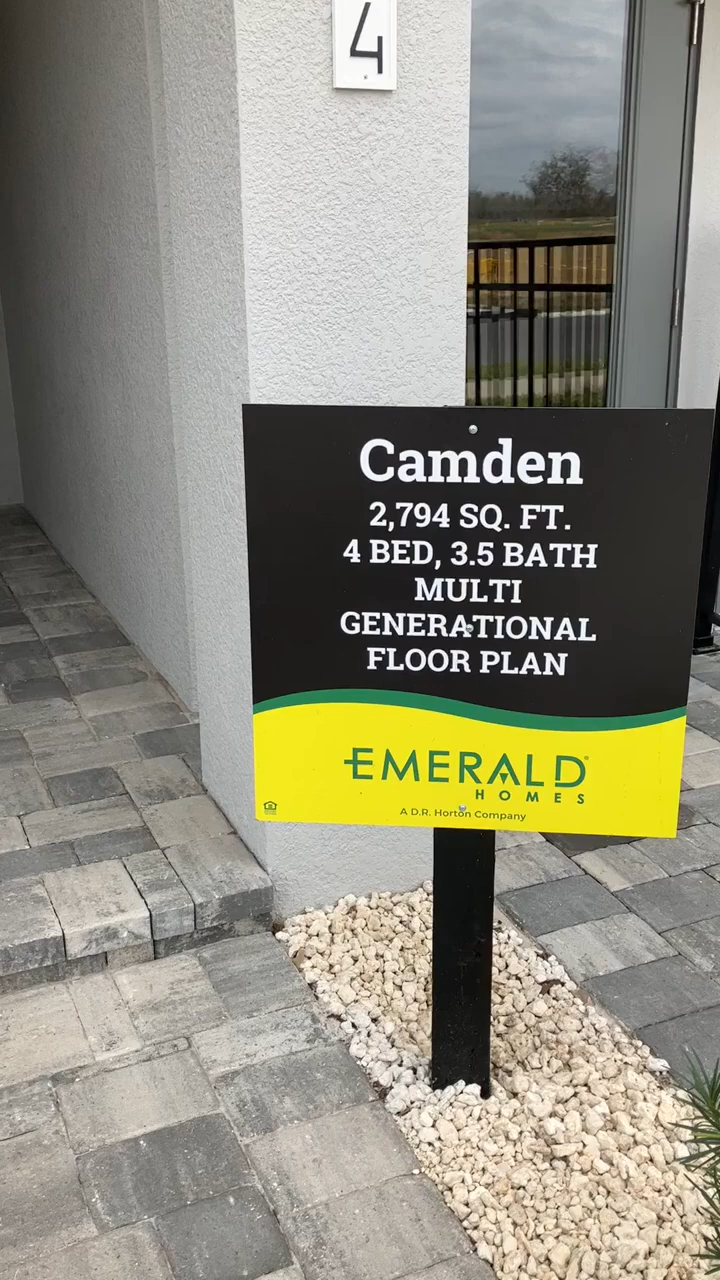 4
Camden
2,794 SQ. FT.
4 BED, 3.5 BATH
MULTI
GENERATIONAL
FLOOR PLAN
EMERALD®
HOMES
A D.R. Horton Company